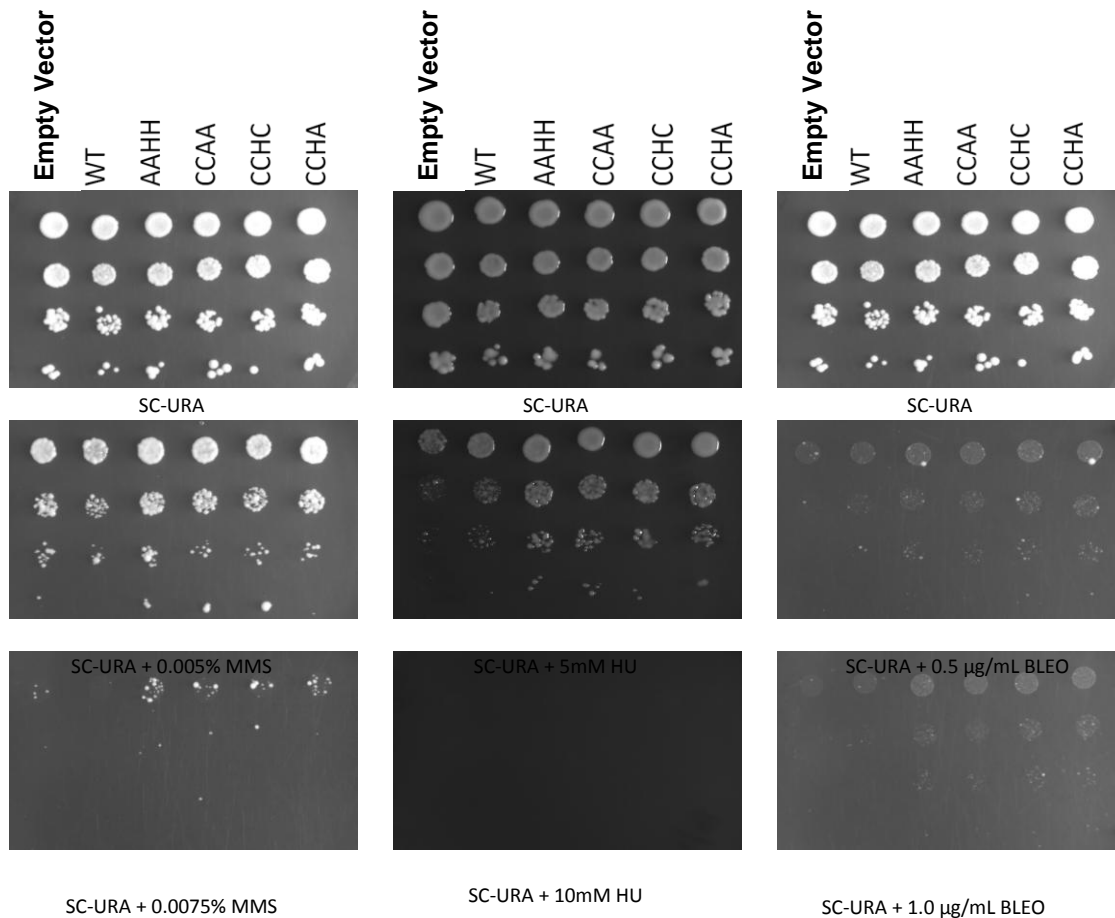 Empty Vector WT AAHH CCAA CCHC CCHA
Empty Vector WT AAHH CCAA CCHC CCHA
Empty Vector WT AAHH CCAA CCHC CCHA
SC-URA
SC-URA
SC-URA
SC-URA + 0.005% MMS
SC-URA + 5mM HU
SC-URA + 0.5 µg/mL BLEO
SC-URA + 0.0075% MMS
SC-URA + 10mM HU
SC-URA + 1.0 µg/mL BLEO